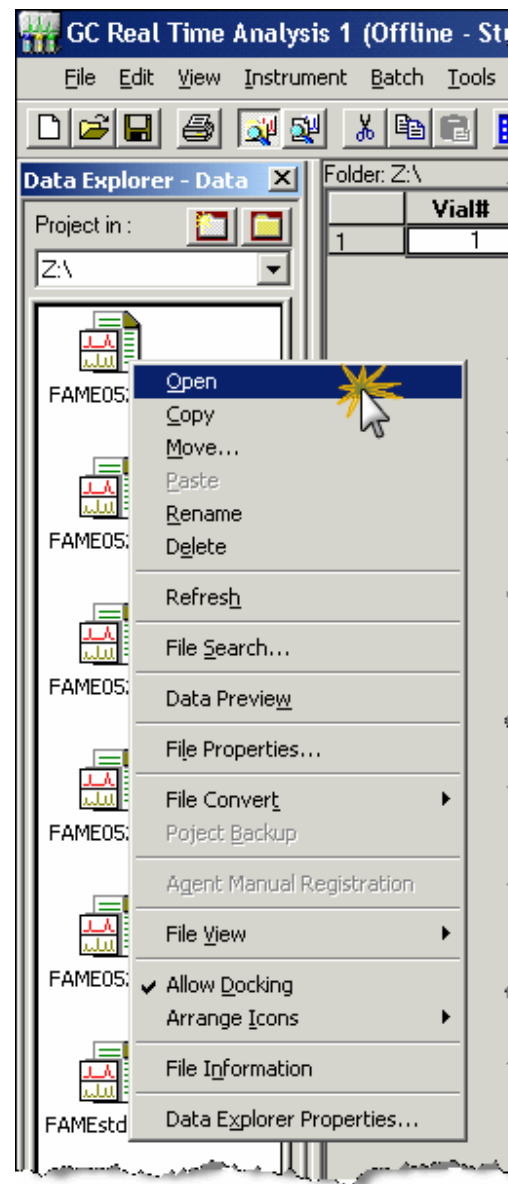 GC Real Time Analysis 1 (Offline - St
File Edit View Instrument Batch Tools
Data Explorer - Data
Folder: Z:\
Project in :
Z:\
Vial#
1 1
FAME05
Open
Copy
Move...
Paste
Rename
Delete
FAME05
Refresh
File Search...
FAME05
Data Preview
File Properties...
File Convert
FAME05
Poject Backup
Agent Manual Registration
File View
FAME05
Allow Docking
Arrange Icons
File Information
FAMEstd
Data Explorer Properties...